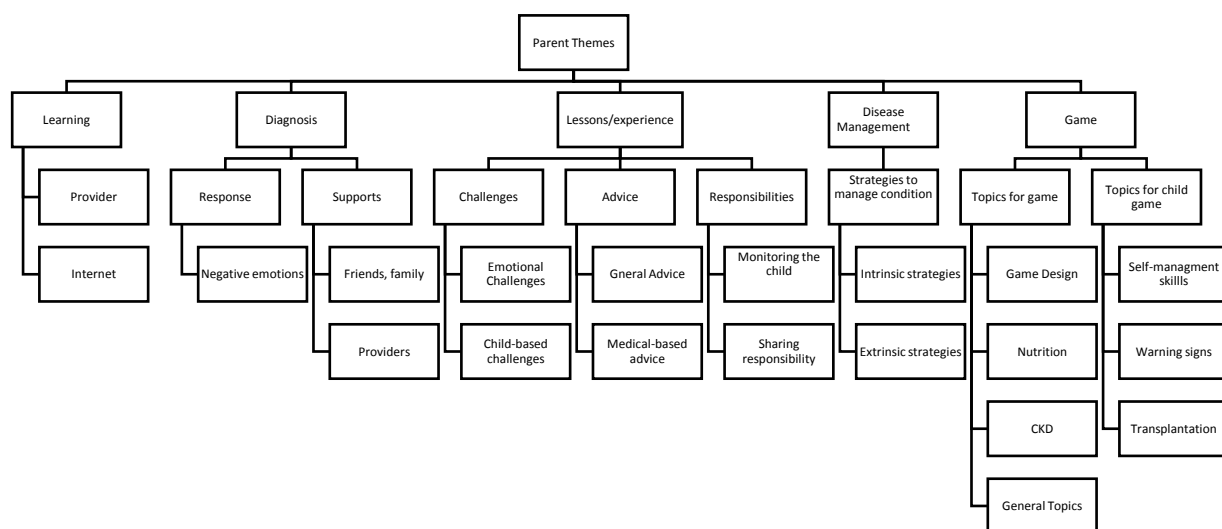 Parent Themes
Learning
Diagnosis
Lessons/experience
Disease
Management
Game
Provider
Internet
Response
Supports
Negative emotions
Friends, family
Providers
Challenges
Advice
Responsibilities
Emotional
Challenges
Child-based
challenges
Gneral Advice
Medical-based
advice
Monitoring the
child
Sharing
responsibility
Strategies to
manage condition
Intrinsic strategies
Extrinsic strategies
Topics for game
Topics for child
game
Game Design
Nutrition
CKD
General Topics
Self-managment
skillls
Warning signs
Transplantation